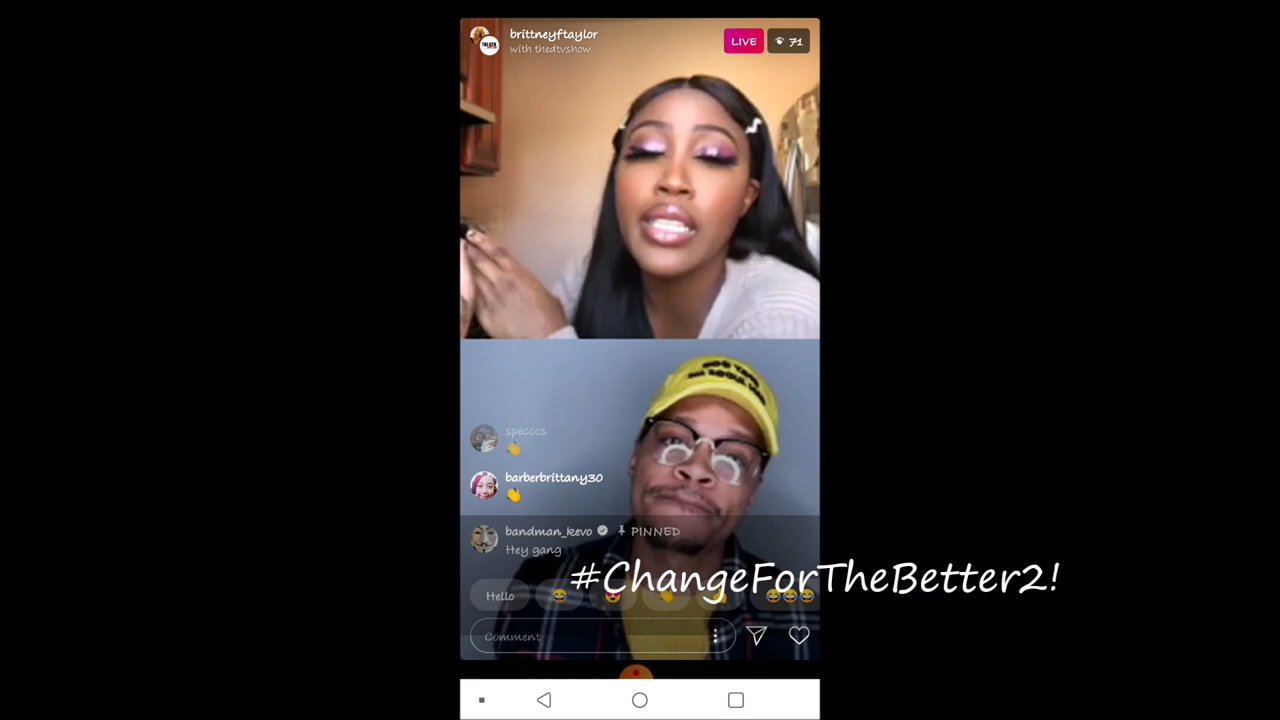 brittneyftaylor
with thedtvshow
LIVE
71
specccs
barberbrittany30
bandman_kevo
PINNED
Hey gang
#ChangeForTheBetter2!
Hello
Comment